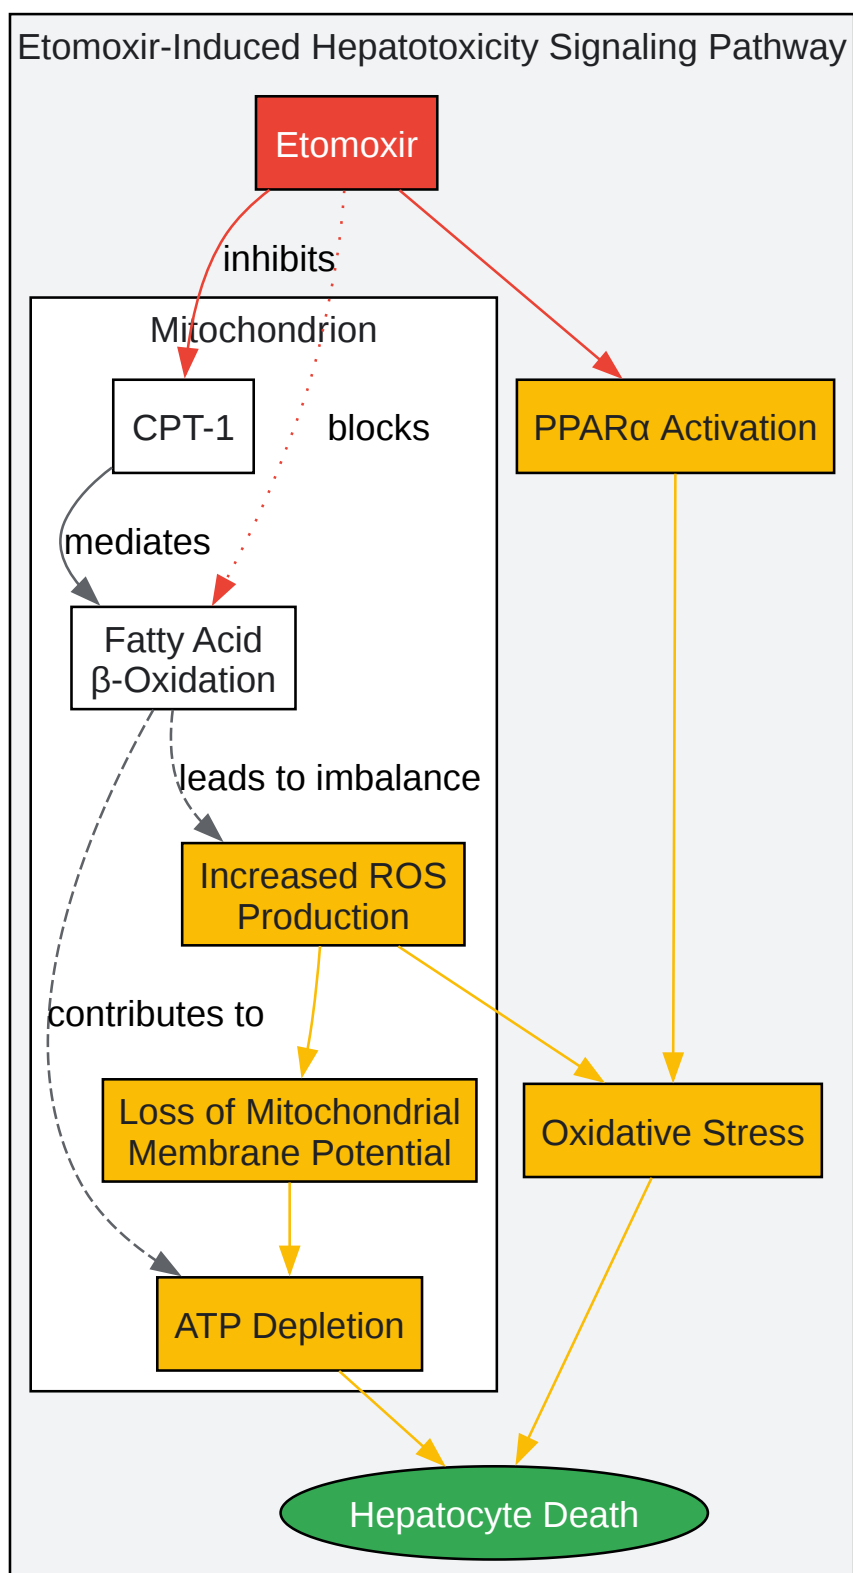 Etomoxir-Induced Hepatotoxicity Signaling Pathway
Etomoxir
inhibits
Mitochondrion
CPT-1
blocks
PPARα Activation
mediates
Fatty Acid
β-Oxidation
leads to imbalance
Increased ROS
Production
contributes to
Loss of Mitochondrial
Membrane Potential
Oxidative Stress
ATP Depletion
Hepatocyte Death